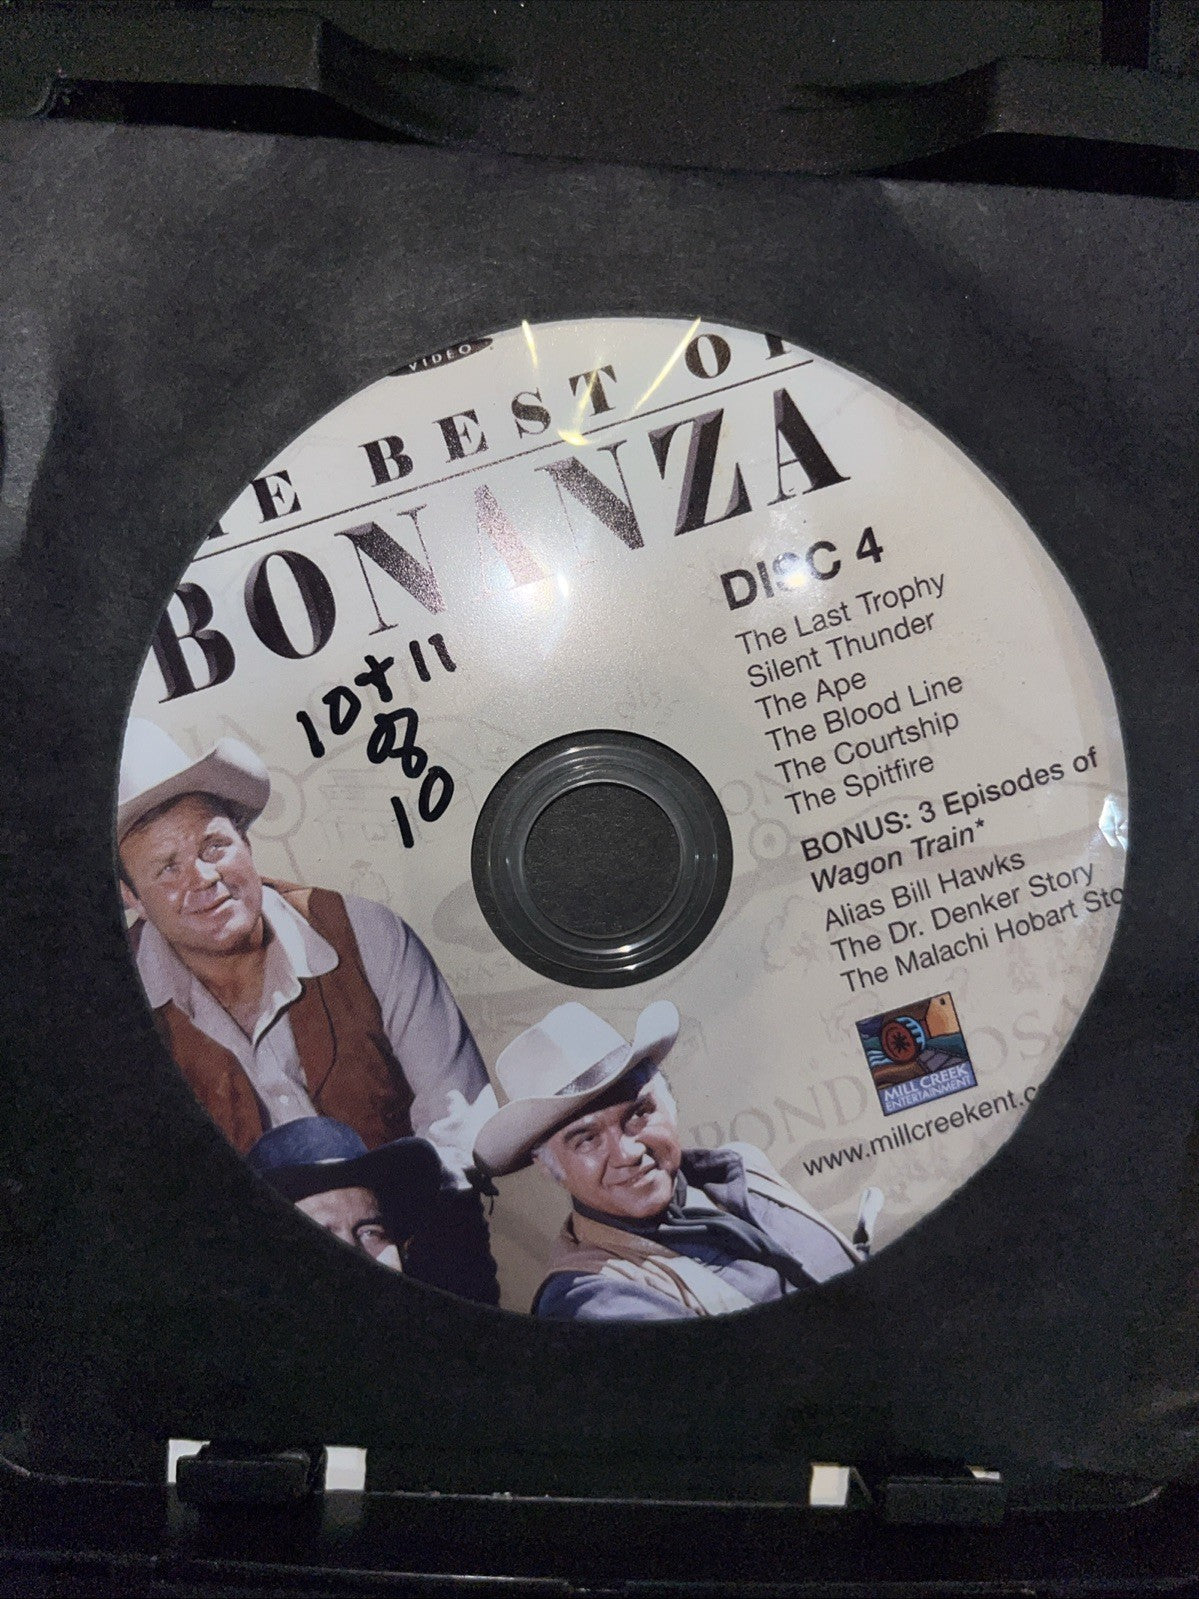 VIDEO
BEST
BONANZA
10+11
08
10
DISC 4
The Last Trophy
Silent Thunder
The Ape
The Blood Line
The Courtship
The Spitfire
BONUS: 3 Episodes of
Wagon Train*
Alias Bill Hawks
The Dr. Denker Story
The Malachi Hobart Sto
MILL CREEK
ENTERTAINMENT
www.millcreekent.c